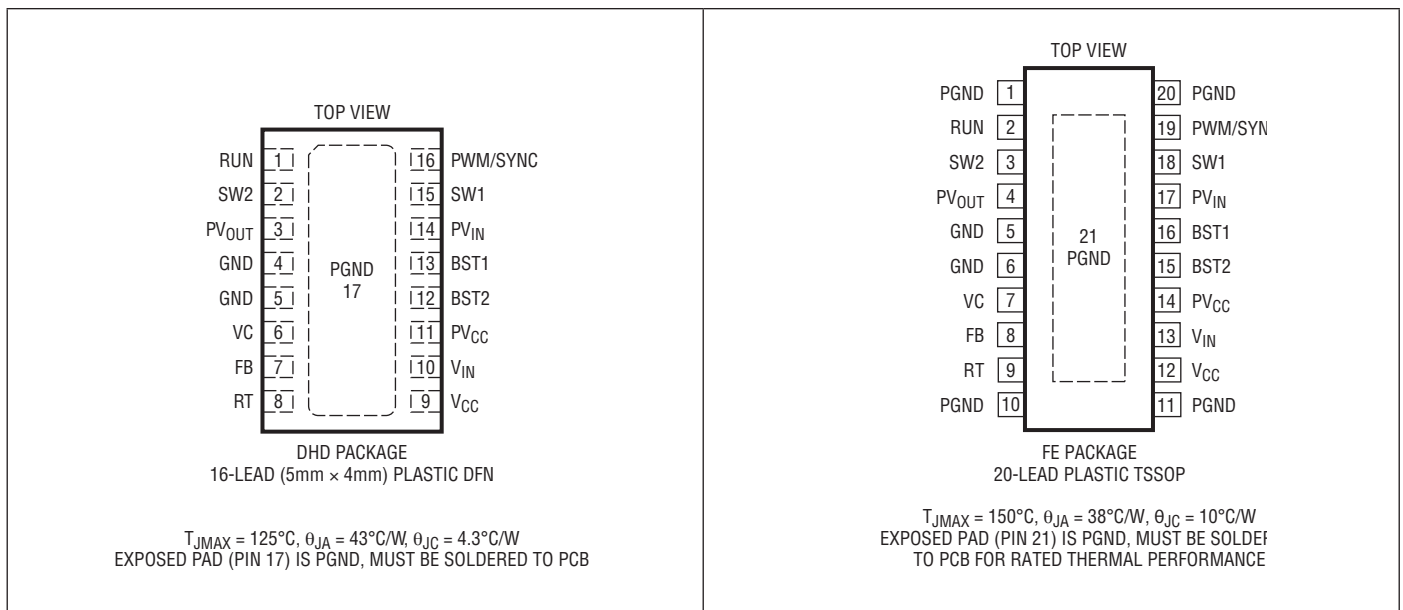 TOP VIEW
RUN 1 16 PWM/SYNC
SW2 2 15 SW1
PVOUT 3 14 PVIN
GND 4 13 BST1
GND 5 12 BST2
VC 6 11 PVCC
FB 7 10 VIN
RT 8 9 VCC
PGND
17
DHD PACKAGE
16-LEAD (5mm × 4mm) PLASTIC DFN
TJMAX = 125°C, θJA = 43°C/W, θJC = 4.3°C/W
EXPOSED PAD (PIN 17) IS PGND, MUST BE SOLDERED TO PCB
TOP VIEW
PGND 1 20 PGND
RUN 2 19 PWM/SYN
SW2 3 18 SW1
PVOUT 4 17 PVIN
GND 5 16 BST1
GND 6 15 BST2
VC 7 14 PVCC
FB 8 13 VIN
RT 9 12 VCC
PGND 10 11 PGND
21
PGND
FE PACKAGE
20-LEAD PLASTIC TSSOP
TJMAX = 150°C, θJA = 38°C/W, θJC = 10°C/W
EXPOSED PAD (PIN 21) IS PGND, MUST BE SOLDER
TO PCB FOR RATED THERMAL PERFORMANCE